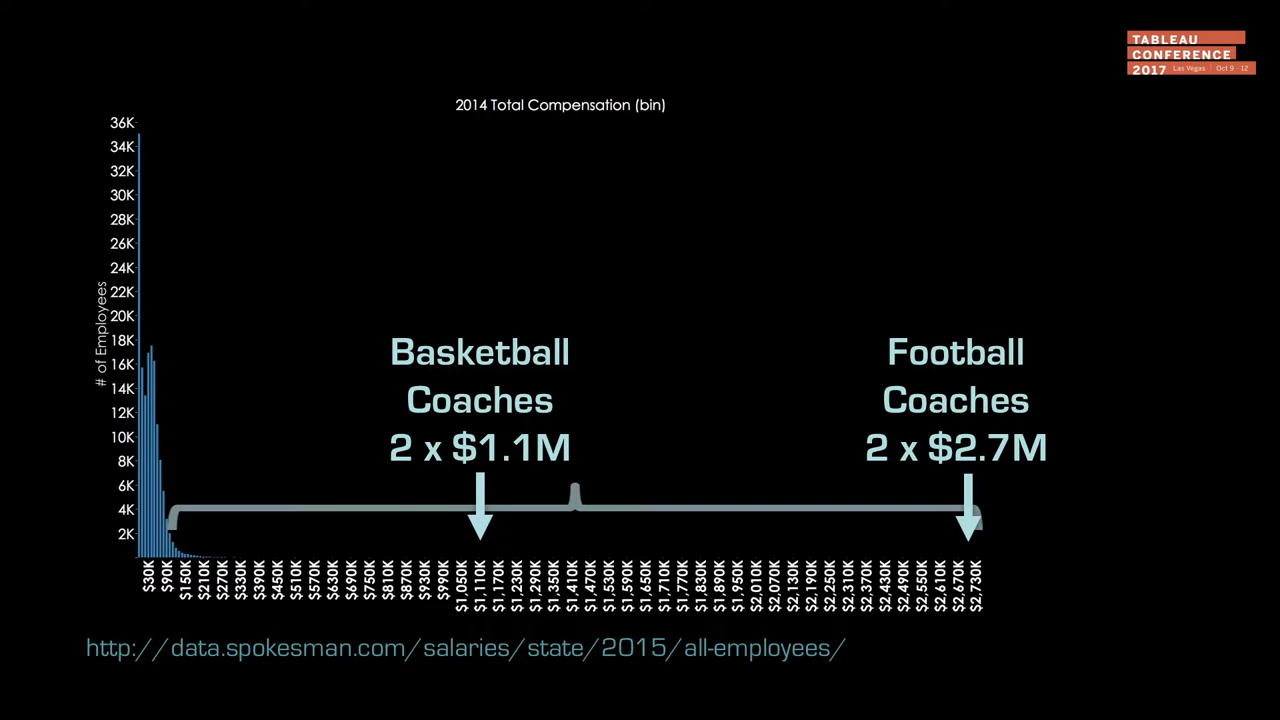 TABLEAU
CONFERENCE
2017 Las Vegas | Oct 9 - 12
2014 Total Compensation (bin)
36K
34K
32K
30K
28K
26K
24K
22K
20K
18K
16K
14K
12K
10K
8K
6K
4K
2K
# of Employees
Basketball
Coaches
2 x $1.1M
Football
Coaches
2 x $2.7M
$30K
$90K
$150K
$210K
$270K
$330K
$390K
$450K
$510K
$570K
$630K
$690K
$750K
$810K
$870K
$930K
$990K
$1,050K
$1,110K
$1,170K
$1,230K
$1,290K
$1,350K
$1,410K
$1,470K
$1,530K
$1,590K
$1,650K
$1,710K
$1,770K
$1,830K
$1,890K
$1,950K
$2,010K
$2,070K
$2,130K
$2,190K
$2,250K
$2,310K
$2,370K
$2,430K
$2,490K
$2,550K
$2,610K
$2,670K
$2,730K
http://data.spokesman.com/salaries/state/2015/all-employees/